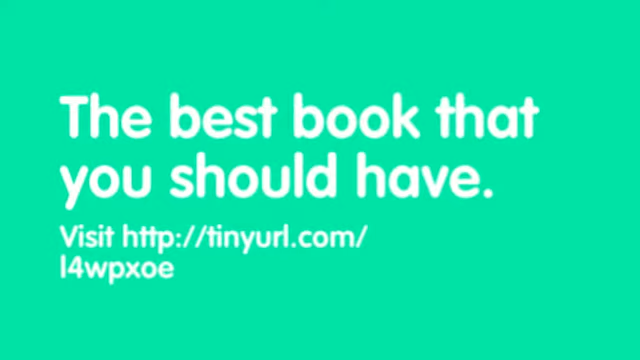 The best book that
you should have.
Visit http://tinyurl.com/
l4wpxoe